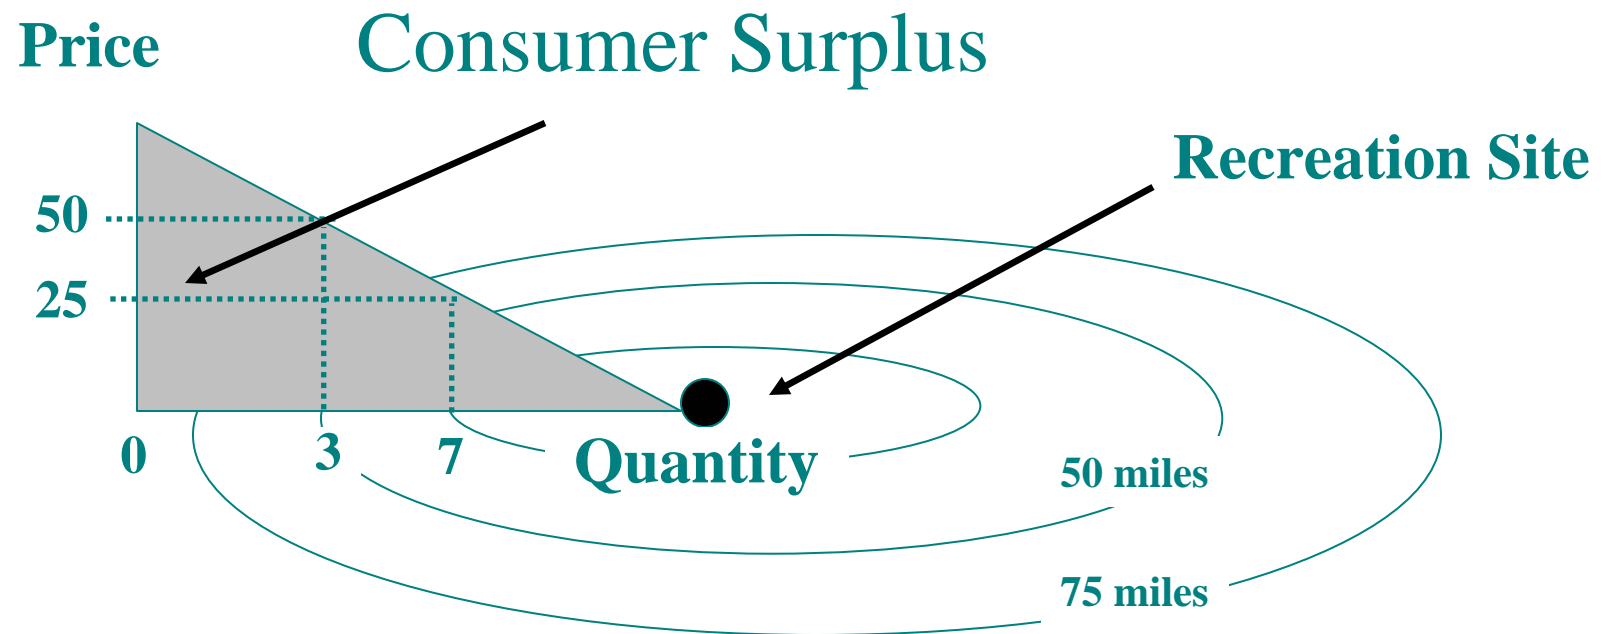 Price
Consumer Surplus
Recreation Site
50
25
0
3
7
Quantity
50 miles
75 miles